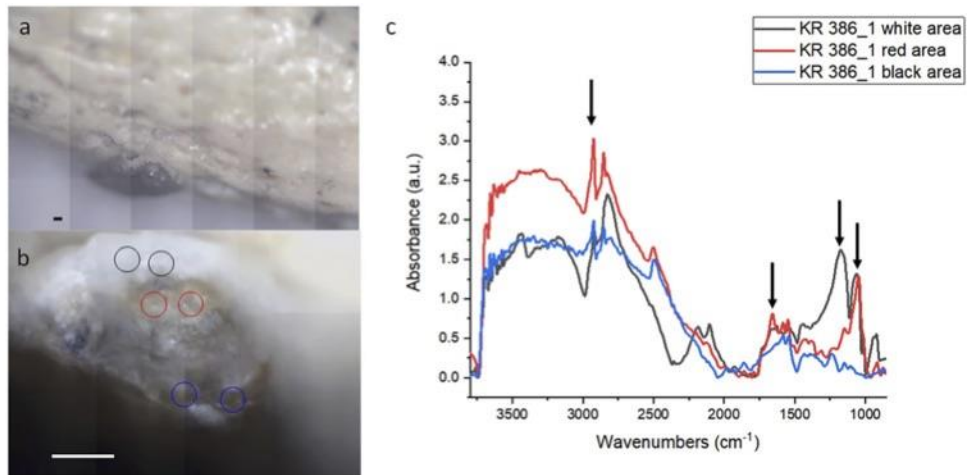 a
b
c
KR 386_1 white area
KR 386_1 red area
KR 386_1 black area
Absorbance (a.u.)
4.0
3.5
3.0
2.5
2.0
1.5
1.0
0.5
0.0
3500 3000 2500 2000 1500 1000
Wavenumbers (cm⁻¹)